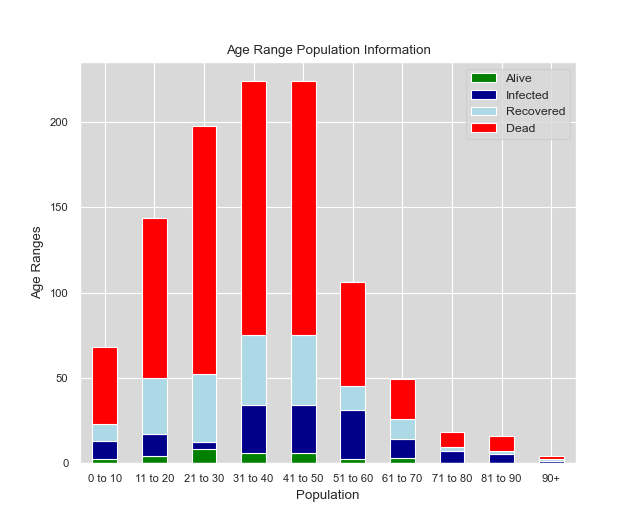 Age Range Population Information
Alive
Infected
Recovered
Dead
200
150
100
50
0
Age Ranges
0 to 10 11 to 20 21 to 30 31 to 40 41 to 50 51 to 60 61 to 70 71 to 80 81 to 90 90+
Population